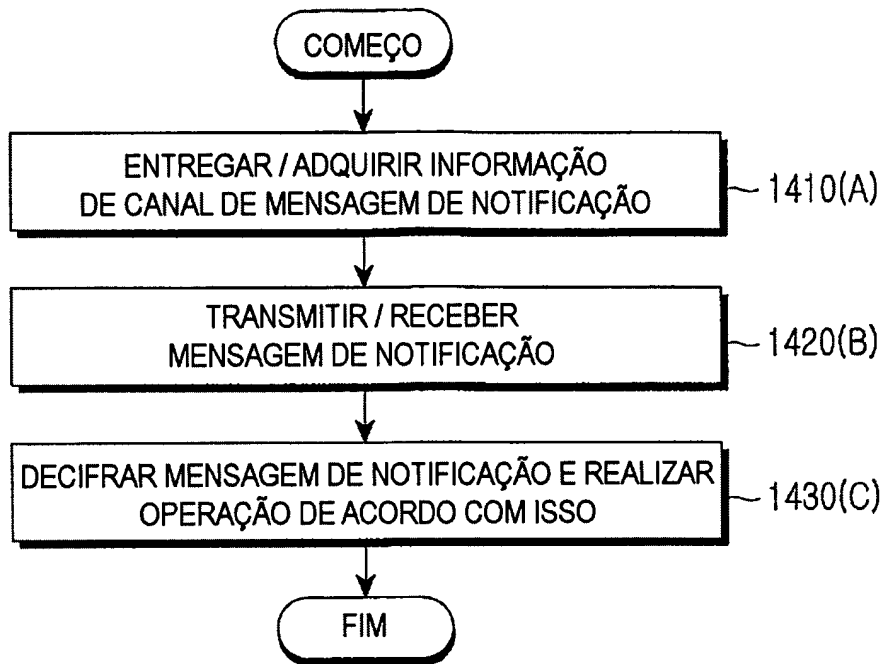 COMEÇO
ENTREGAR / ADQUIRIR INFORMAÇÃO
DE CANAL DE MENSAGEM DE NOTIFICAÇÃO
1410(A)
TRANSMITIR / RECEBER
MENSAGEM DE NOTIFICAÇÃO
1420(B)
DECIFRAR MENSAGEM DE NOTIFICAÇÃO E REALIZAR
OPERAÇÃO DE ACORDO COM ISSO
1430(C)
FIM